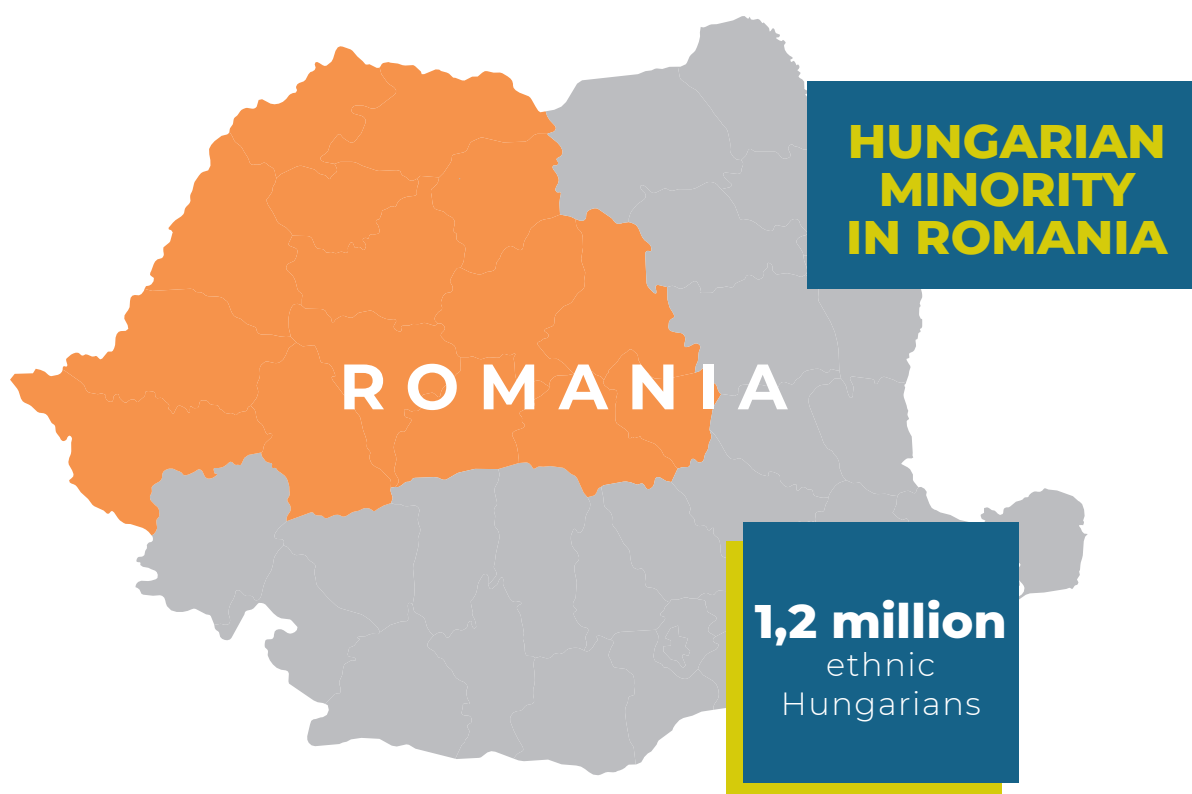 HUNGARIAN
MINORITY
IN ROMANIA
ROMANIA
1,2 million
ethnic
Hungarians